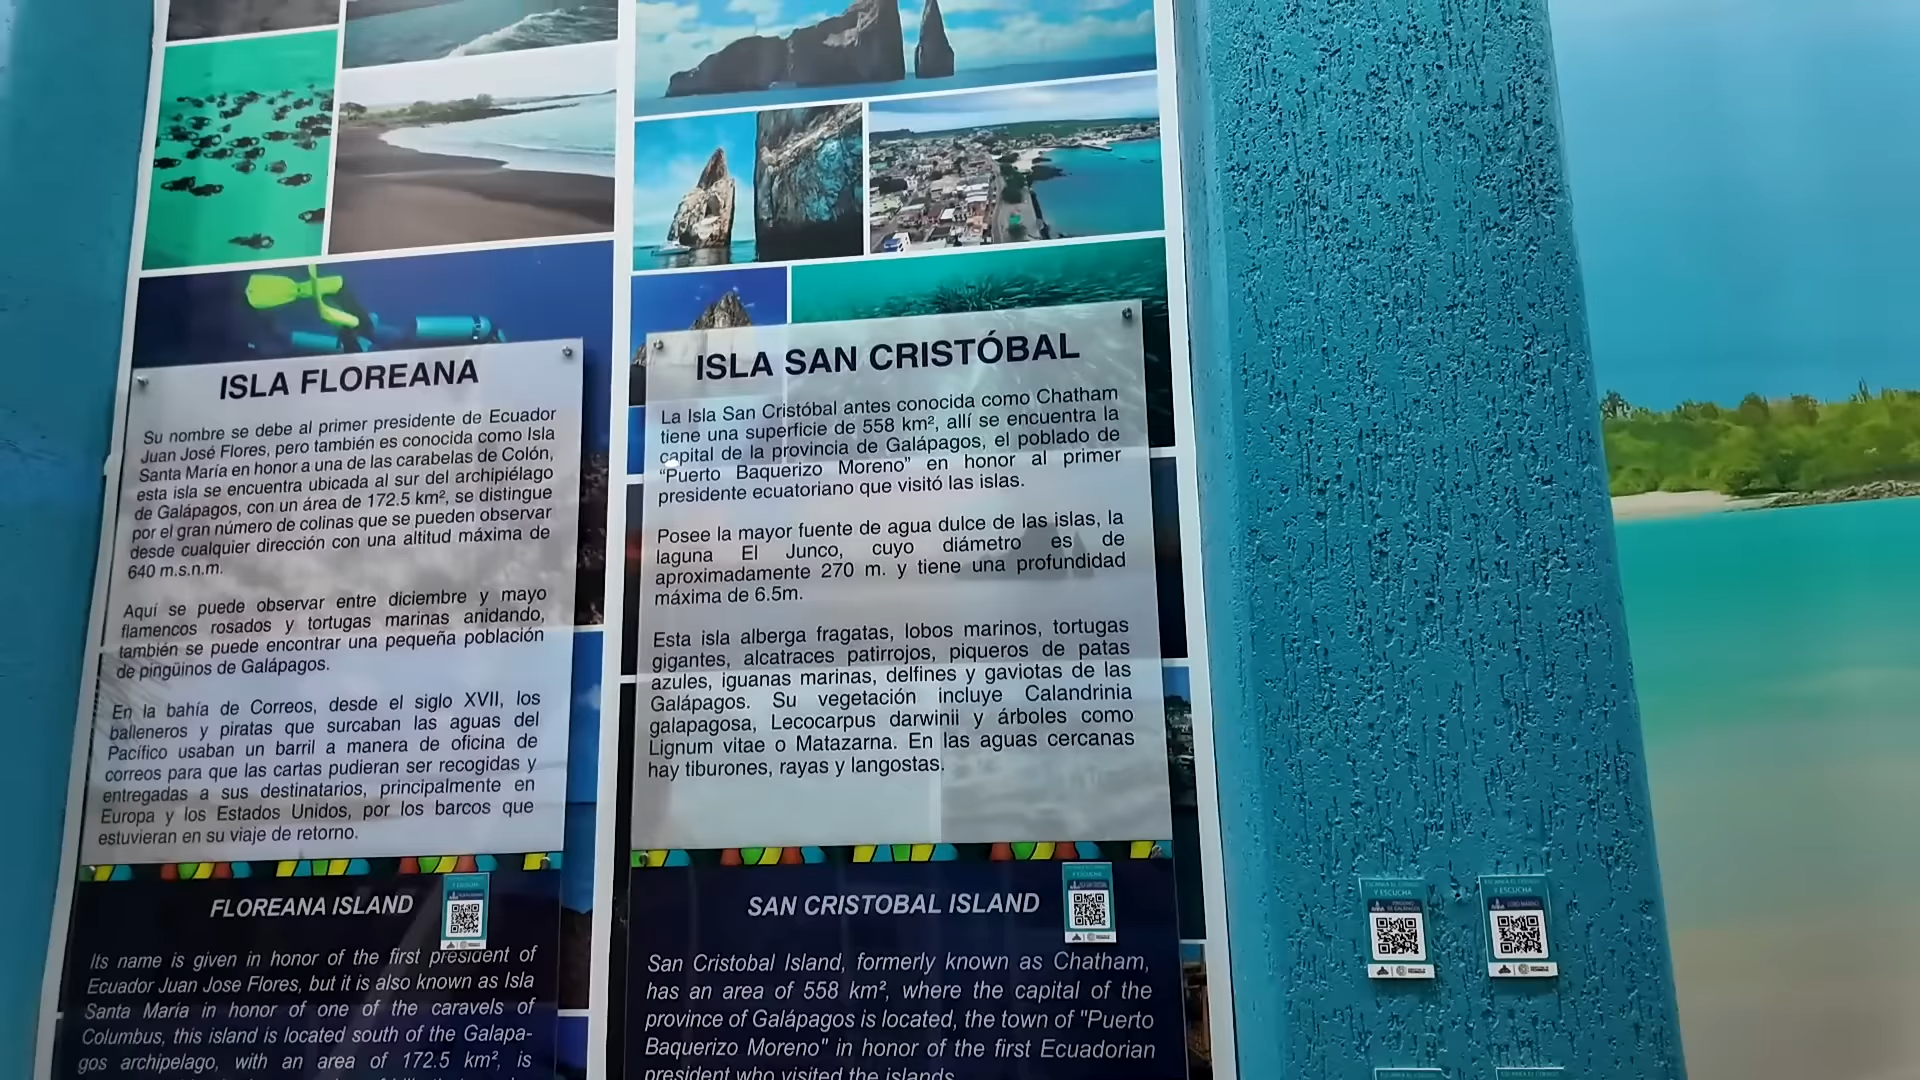 ISLA FLOREANA
Su nombre se debe al primer presidente de Ecuador
Juan José Flores, pero también es conocida como Isla
Santa María en honor a una de las carabelas de Colón,
esta isla se encuentra ubicada al sur del archipiélago
de Galápagos, con un área de 172.5 km², se distingue
por el gran número de colinas que se pueden observar
desde cualquier dirección con una altitud máxima de
640 m.s.n.m.
Aquí se puede observar entre diciembre y mayo
flamencos rosados y tortugas marinas anidando,
también se puede encontrar una pequeña población
de pingüinos de Galápagos.
En la bahía de Correos, desde el siglo XVII, los
balleneros y piratas que surcaban las aguas del
Pacífico usaban un barril a manera de oficina de
correos para que las cartas pudieran ser recogidas y
entregadas a sus destinatarios, principalmente en
Europa y los Estados Unidos, por los barcos que
estuvieran en su viaje de retorno.
FLOREANA ISLAND
Its name is given in honor of the first president of
Ecuador Juan Jose Flores, but it is also known as Isla
Santa María in honor of one of the caravels of
Columbus, this island is located south of the Galapa-
gos archipelago, with an area of 172.5 km², is
ISLA SAN CRISTÓBAL
La Isla San Cristóbal antes conocida como Chatham
tiene una superficie de 558 km², allí se encuentra la
capital de la provincia de Galápagos, el poblado de
"Puerto Baquerizo Moreno" en honor al primer
presidente ecuatoriano que visitó las islas.
Posee la mayor fuente de agua dulce de las islas, la
laguna El Junco, cuyo diámetro es de
aproximadamente 270 m. y tiene una profundidad
máxima de 6.5m.
Esta isla alberga fragatas, lobos marinos, tortugas
gigantes, alcatraces patirrojos, piqueros de patas
azules, iguanas marinas, delfines y gaviotas de las
Galápagos. Su vegetación incluye Calandrinia
galapagosa, Lecocarpus darwinii y árboles como
Lignum vitae o Matazarna. En las aguas cercanas
hay tiburones, rayas y langostas.
SAN CRISTOBAL ISLAND
San Cristobal Island, formerly known as Chatham,
has an area of 558 km², where the capital of the
province of Galápagos is located, the town of "Puerto
Baquerizo Moreno" in honor of the first Ecuadorian
president who visited the islands.
Y ESCUCHA
Y ESCUCHA
LOBO MARINO